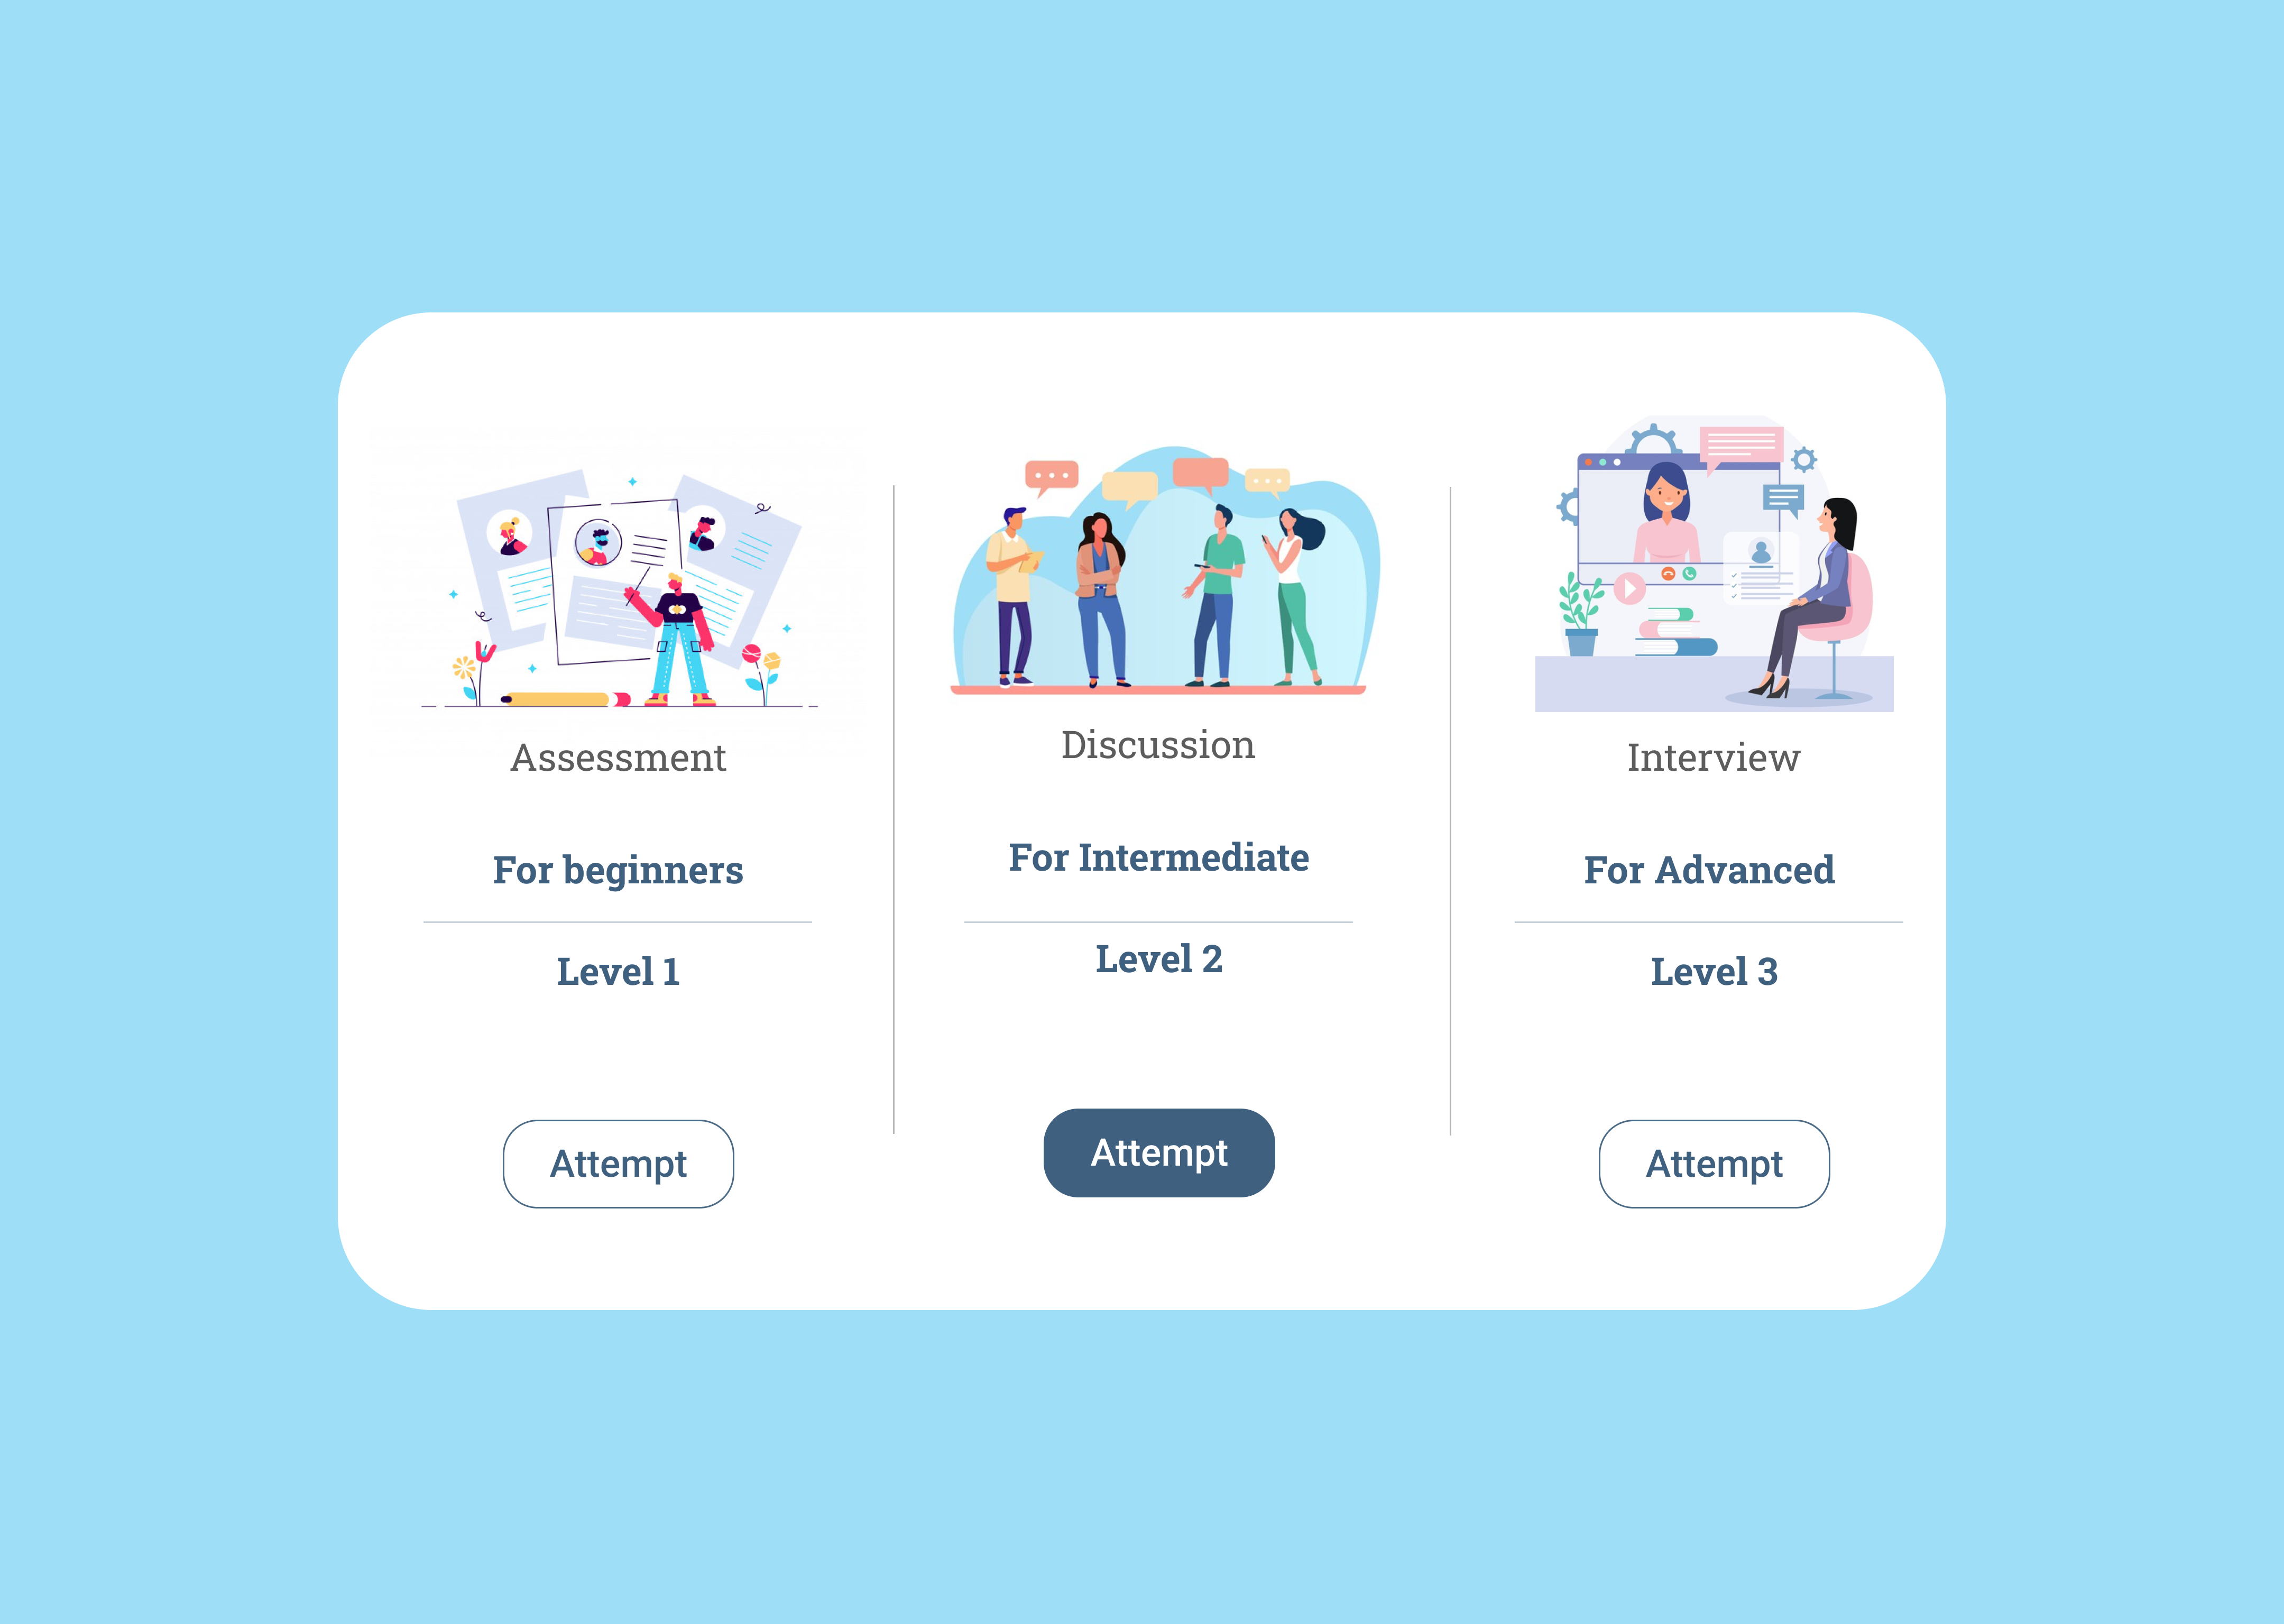 Assessment
For beginners
Level 1
Attempt
Discussion
For Intermediate
Level 2
Attempt
Interview
For Advanced
Level 3
Attempt